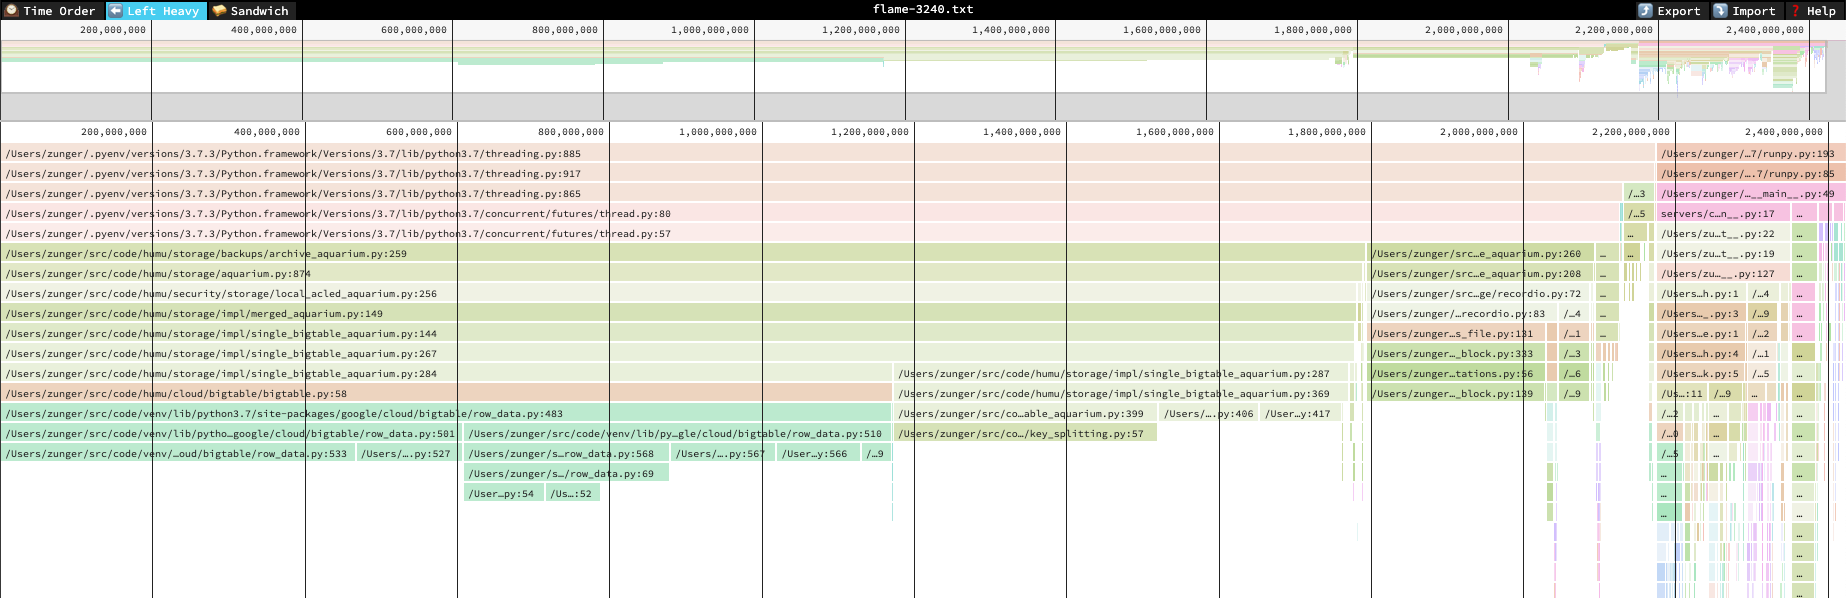 Time Order Left Heavy Sandwich flame-3240.txt Export Import ? Help
200,000,000 400,000,000 600,000,000 800,000,000 1,000,000,000 1,200,000,000 1,400,000,000 1,600,000,000 1,800,000,000 2,000,000,000 2,200,000,000 2,400,000,000
200,000,000 400,000,000 600,000,000 800,000,000 1,000,000,000 1,200,000,000 1,400,000,000 1,600,000,000 1,800,000,000 2,000,000,000 2,200,000,000 2,400,000,000
/Users/zunger/.pyenv/versions/3.7.3/Python.framework/Versions/3.7/lib/python3.7/threading.py:885 /Users/zunger/…7/runpy.py:193
/Users/zunger/.pyenv/versions/3.7.3/Python.framework/Versions/3.7/lib/python3.7/threading.py:917 /Users/zunger/….7/runpy.py:85
/Users/zunger/.pyenv/versions/3.7.3/Python.framework/Versions/3.7/lib/python3.7/threading.py:865 /…3 /Users/zunger/…__main__.py:49
/Users/zunger/.pyenv/versions/3.7.3/Python.framework/Versions/3.7/lib/python3.7/concurrent/futures/thread.py:80 /…5 servers/c…n__.py:17 …
/Users/zunger/.pyenv/versions/3.7.3/Python.framework/Versions/3.7/lib/python3.7/concurrent/futures/thread.py:57 … /Users/zu…t__.py:22 …
/Users/zunger/src/code/humu/storage/backups/archive_aquarium.py:259 /Users/zunger/src…e_aquarium.py:260 … … /Users/zu…t__.py:19 …
/Users/zunger/src/code/humu/storage/aquarium.py:874 /Users/zunger/src…e_aquarium.py:208 … /Users/zu…__.py:127
/Users/zunger/src/code/humu/security/storage/local_acled_aquarium.py:256 /Users/zunger/src…ge/recordio.py:72 … /Users…h.py:1 /…4 …
/Users/zunger/src/code/humu/storage/impl/merged_aquarium.py:149 /Users/zunger/…recordio.py:83 /…4 … /Users…_.py:3 /…9 …
/Users/zunger/src/code/humu/storage/impl/single_bigtable_aquarium.py:144 /Users/zunger…s_file.py:131 /…1 … /Users…e.py:1 /…2 …
/Users/zunger/src/code/humu/storage/impl/single_bigtable_aquarium.py:267 /Users/zunger…_block.py:333 /…3 /Users…h.py:4 /…1 …
/Users/zunger/src/code/humu/storage/impl/single_bigtable_aquarium.py:284 /Users/zunger/src/code/humu/storage/impl/single_bigtable_aquarium.py:287 /Users/zunger…tations.py:56 /…6 /Users…k.py:5 /…5 …
/Users/zunger/src/code/humu/cloud/bigtable/bigtable.py:58 /Users/zunger/src/code/humu/storage/impl/single_bigtable_aquarium.py:369 /Users/zunger…_block.py:139 /…9 /Us…:11 /…9 … …
/Users/zunger/src/code/venv/lib/python3.7/site-packages/google/cloud/bigtable/row_data.py:483 /Users/zunger/src/co…able_aquarium.py:399 /Users/….py:406 /User…y:417 /…2 … …
/Users/zunger/src/code/venv/lib/pytho…google/cloud/bigtable/row_data.py:501 /Users/zunger/src/code/venv/lib/py…gle/cloud/bigtable/row_data.py:510 /Users/zunger/src/co…/key_splitting.py:57 /…0 … …
/Users/zunger/src/code/venv/…oud/bigtable/row_data.py:533 /Users/….py:527 /Users/zunger/s…row_data.py:568 /Users/….py:567 /User…y:566 /…9 /…5 … …
/Users/zunger/s…/row_data.py:69 … …
/User…py:54 /Us…:52 … …
… …
…
…
…
…